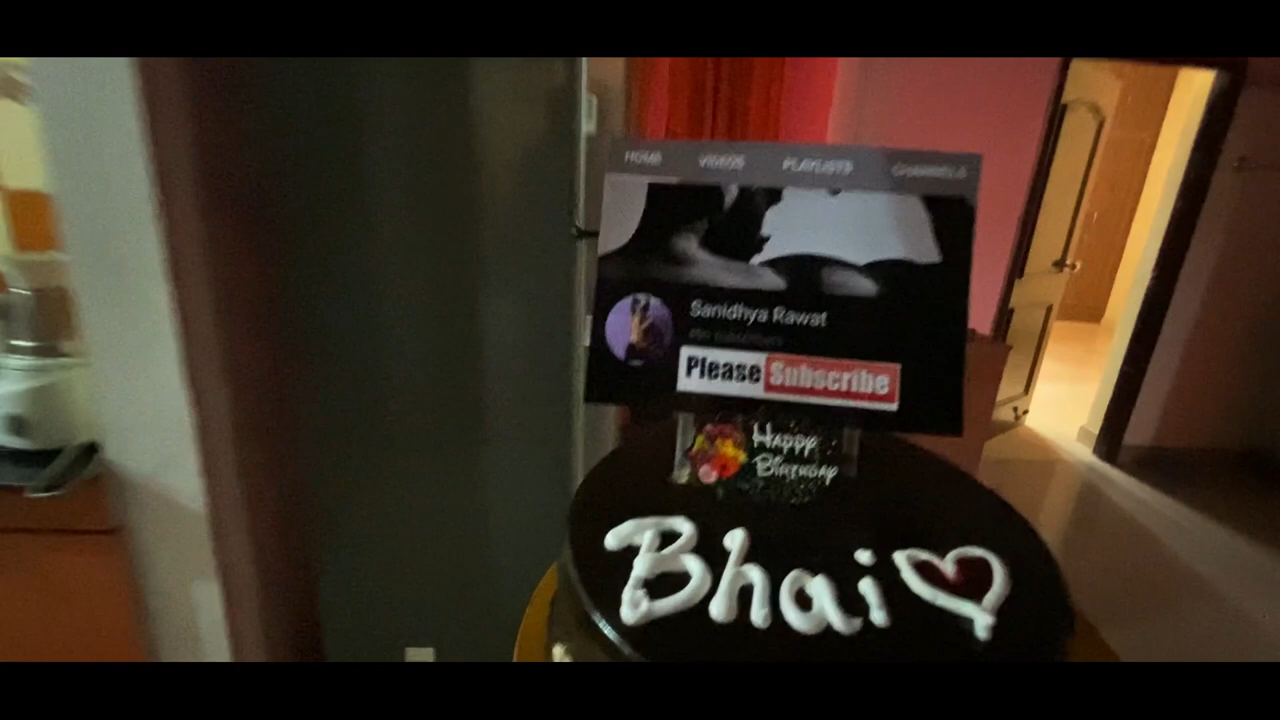 HOME VIDEOS PLAYLISTS CHANNELS
Sanidhya Rawat
Please Subscribe
Happy
Birthday
Bhai